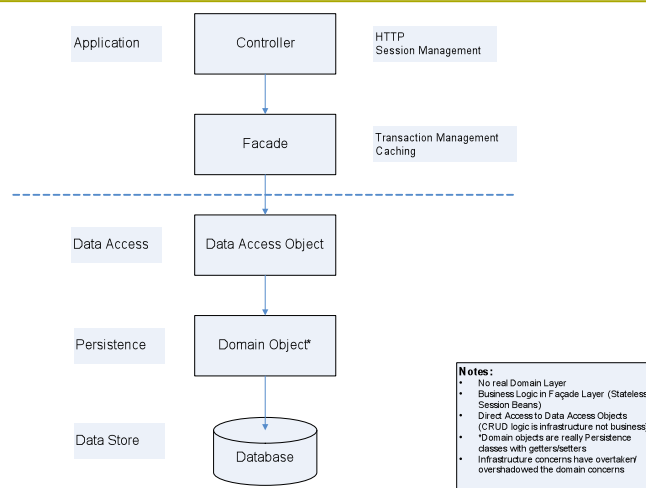 Application
Controller
HTTP
Session Management
Facade
Transaction Management
Caching
Data Access
Data Access Object
Persistence
Domain Object*
Data Store
Database
Notes:
• No real Domain Layer
• Business Logic in Façade Layer (Stateless
Session Beans)
• Direct Access to Data Access Objects
(CRUD logic is infrastructure not business)
• *Domain objects are really Persistence
classes with getters/setters
• Infrastructure concerns have overtaken/
overshadowed the domain concerns